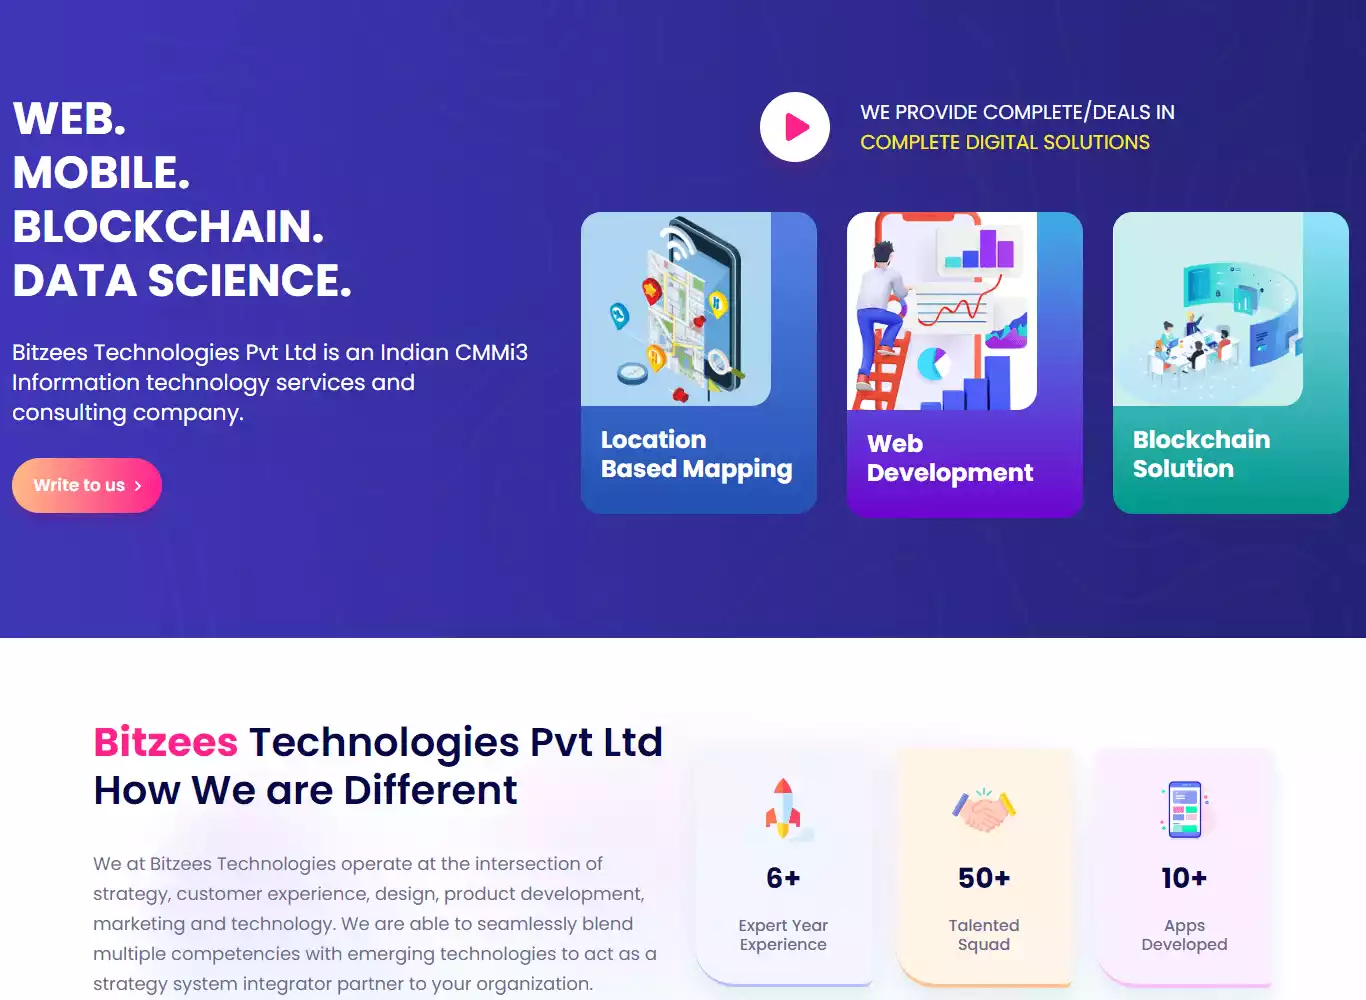 WEB.
MOBILE.
BLOCKCHAIN.
DATA SCIENCE.
Bitzees Technologies Pvt Ltd is an Indian CMMi3
Information technology services and
consulting company.
Write to us
WE PROVIDE COMPLETE/DEALS IN
COMPLETE DIGITAL SOLUTIONS
Location
Based Mapping
Web
Development
Blockchain
Solution
Bitzees Technologies Pvt Ltd
How We are Different
We at Bitzees Technologies operate at the intersection of
strategy, customer experience, design, product development,
marketing and technology. We are able to seamlessly blend
multiple competencies with emerging technologies to act as a
strategy system integrator partner to your organization.
6+
Expert Year
Experience
50+
Talented
Squad
10+
Apps
Developed